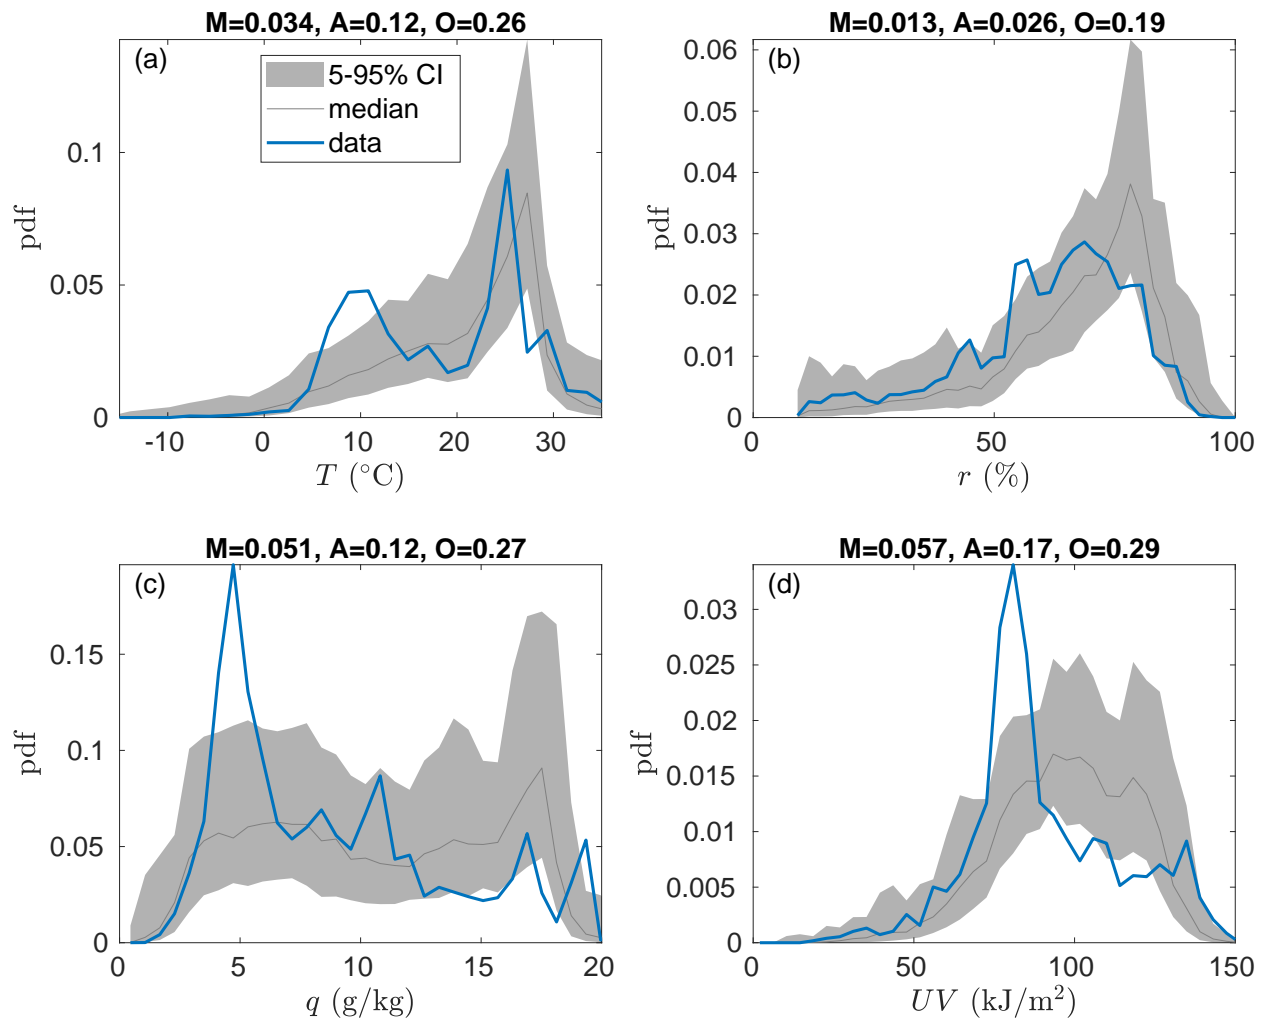 M=0.034, A=0.12, O=0.26
(a)
5-95% CI
median
data
0.1
0.05
0
pdf
-10 0 10 20 30
T (°C)
M=0.013, A=0.026, O=0.19
(b)
0.06
0.05
0.04
0.03
0.02
0.01
0
pdf
0 50 100
r (%)
M=0.051, A=0.12, O=0.27
(c)
0.15
0.1
0.05
0
pdf
0 5 10 15 20
q (g/kg)
M=0.057, A=0.17, O=0.29
(d)
0.03
0.025
0.02
0.015
0.01
0.005
0
pdf
0 50 100 150
UV (kJ/m²)